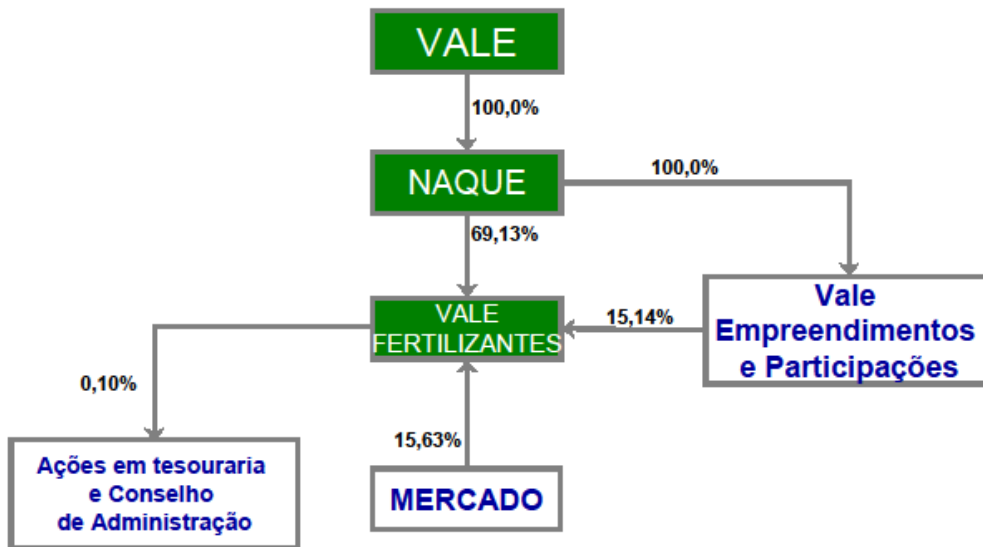 VALE
100,0%
NAQUE
100,0%
69,13%
VALE
FERTILIZANTES
15,14%
Vale
Empreendimentos
e Participações
0,10%
15,63%
Ações em tesouraria
e Conselho
de Administração
MERCADO